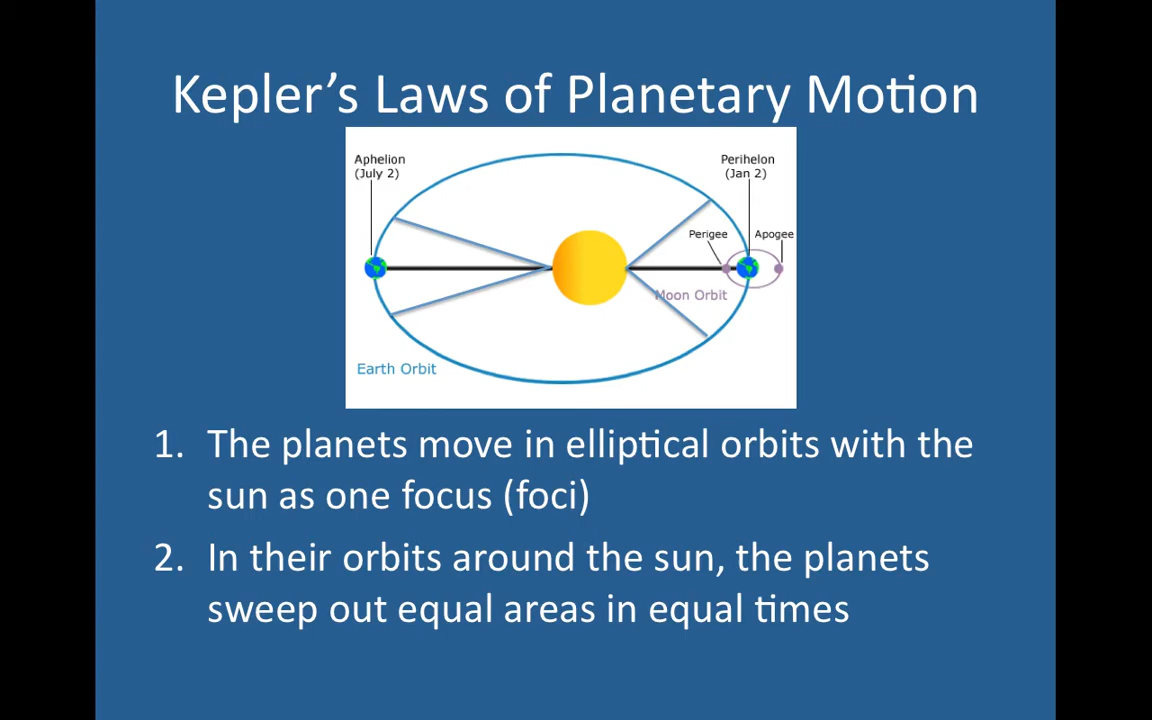 Kepler’s Laws of Planetary Motion
Aphelion
(July 2)
Perihelon
(Jan 2)
Perigee
Apogee
Moon Orbit
Earth Orbit
1. The planets move in elliptical orbits with the
sun as one focus (foci)
2. In their orbits around the sun, the planets
sweep out equal areas in equal times